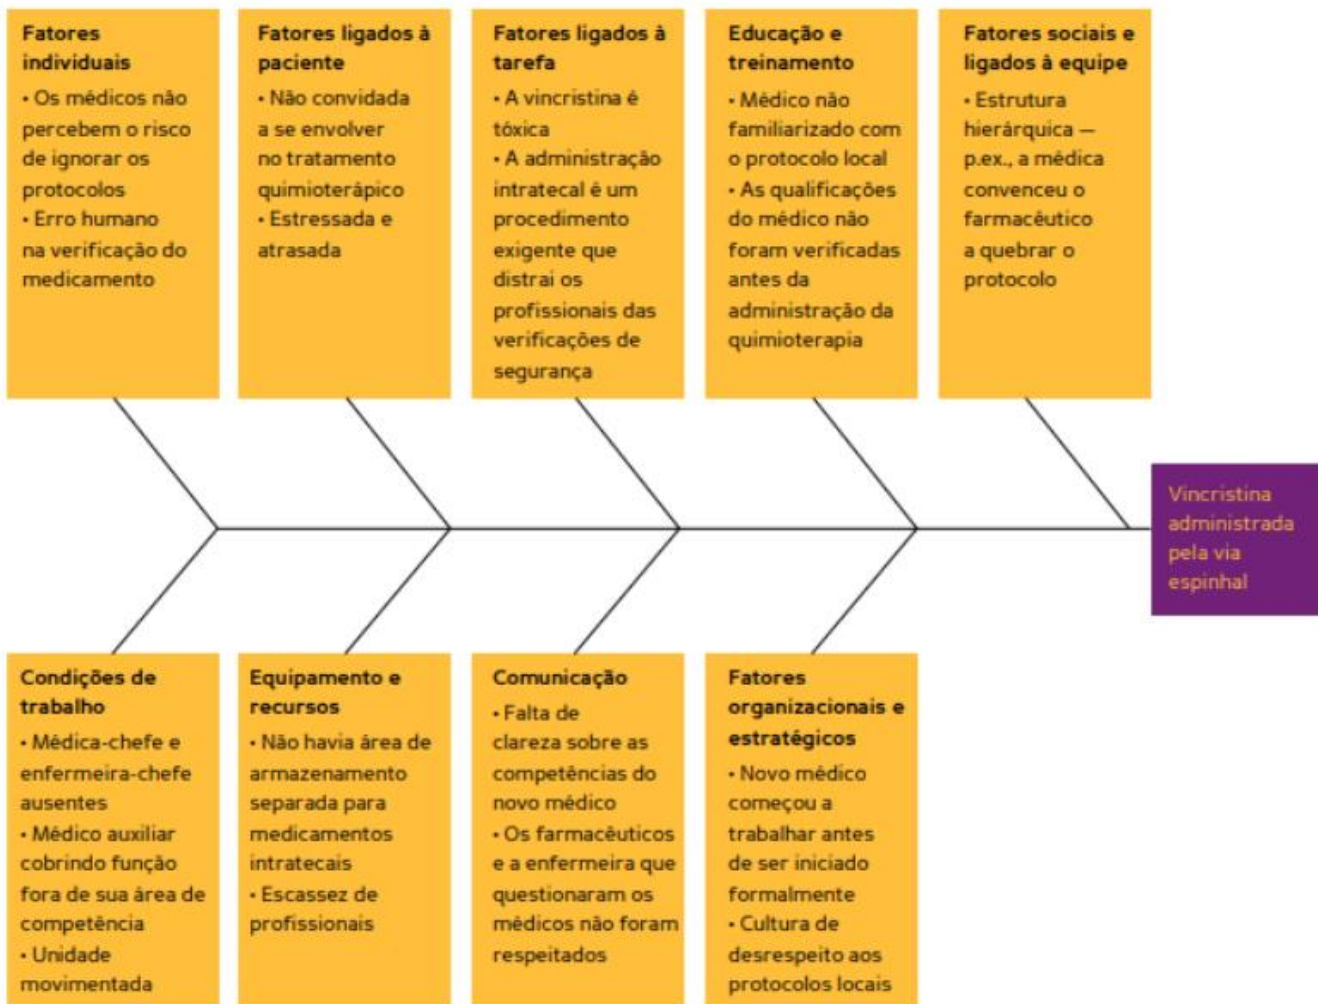 Fatores
individuais
• Os médicos não
percebem o risco
de ignorar os
protocolos
• Erro humano
na verificação do
medicamento
Fatores ligados à
paciente
• Não convidada
a se envolver
no tratamento
quimioterápico
• Estressada e
atrasada
Fatores ligados à
tarefa
• A vincristina é
tóxica
• A administração
intratecal é um
procedimento
exigente que
distrai os
profissionais das
verificações de
segurança
Educação e
treinamento
• Médico não
familiarizado com
o protocolo local
• As qualificações
do médico não
foram verificadas
antes da
administração da
quimioterapia
Fatores sociais e
ligados à equipe
• Estrutura
hierárquica —
p.ex., a médica
convenceu o
farmacêutico
a quebrar o
protocolo
Vincristina
administrada
pela via
espinhal
Condições de
trabalho
• Médica-chefe e
enfermeira-chefe
ausentes
• Médico auxiliar
cobrindo função
fora de sua área de
competência
• Unidade
movimentada
Equipamento e
recursos
• Não havia área de
armazenamento
separada para
medicamentos
intratecais
• Escassez de
profissionais
Comunicação
• Falta de
clareza sobre as
competências do
novo médico
• Os farmacêuticos
e a enfermeira que
questionaram os
médicos não foram
respeitados
Fatores
organizacionais e
estratégicos
• Novo médico
começou a
trabalhar antes
de ser iniciado
formalmente
• Cultura de
desrespeito aos
protocolos locais